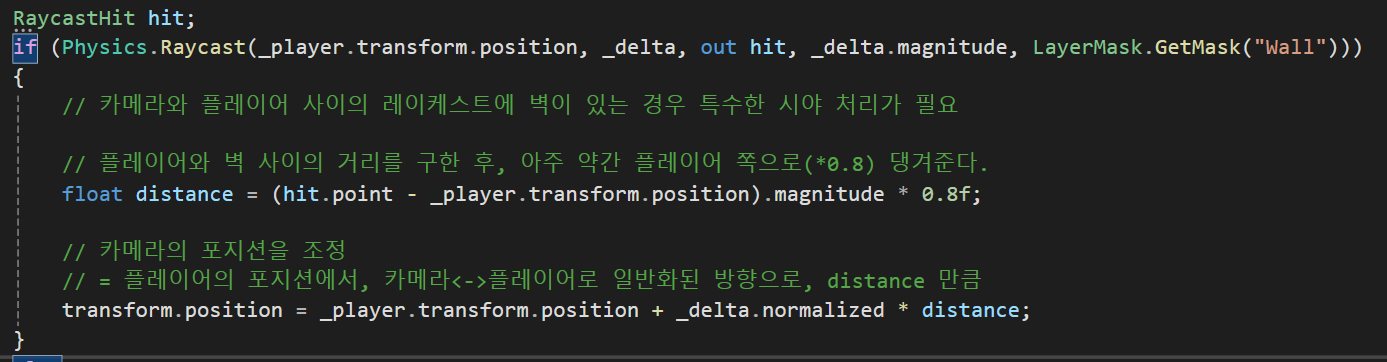 RaycastHit hit;
if (Physics.Raycast(_player.transform.position, _delta, out hit, _delta.magnitude, LayerMask.GetMask("Wall")))
{
// 카메라와 플레이어 사이의 레이케스트에 벽이 있는 경우 특수한 시야 처리가 필요
// 플레이어와 벽 사이의 거리를 구한 후, 아주 약간 플레이어 쪽으로(*0.8) 댕겨준다.
float distance = (hit.point - _player.transform.position).magnitude * 0.8f;
// 카메라의 포지션을 조정
// = 플레이어의 포지션에서, 카메라<->플레이어로 일반화된 방향으로, distance 만큼
transform.position = _player.transform.position + _delta.normalized * distance;
}